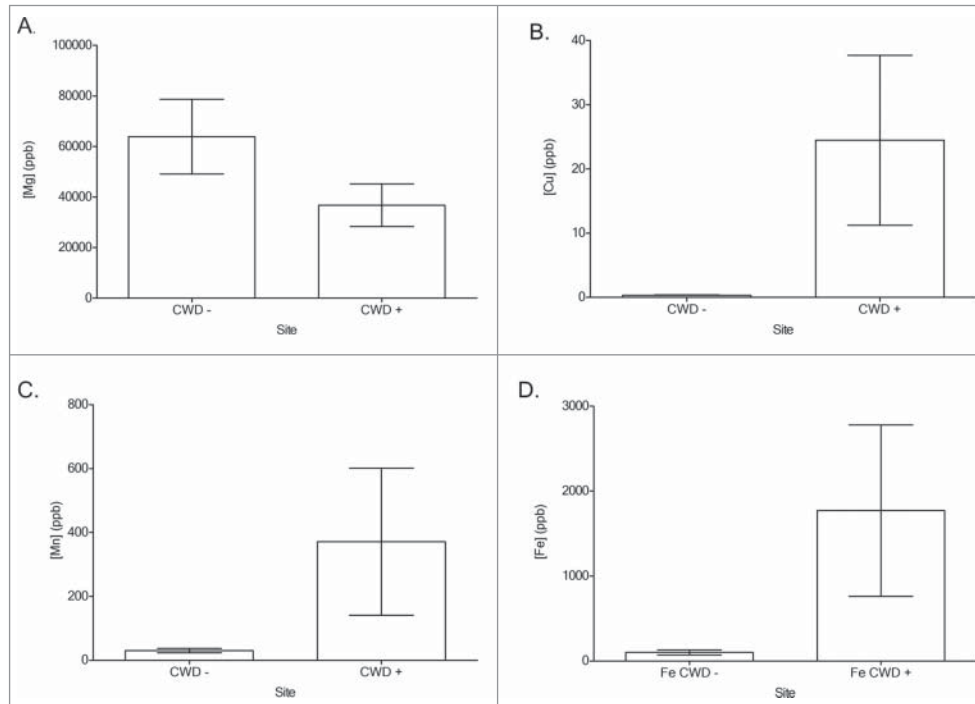 A.
100000
80000
60000
40000
20000
0
[Mg] (ppb)
CWD -
CWD +
Site
B.
40
30
20
10
0
[Cu] (ppb)
CWD -
CWD +
Site
C.
800
600
400
200
0
[Mn] (ppb)
CWD -
CWD +
Site
D.
3000
2000
1000
0
[Fe] (ppb)
Fe CWD -
Fe CWD +
Site